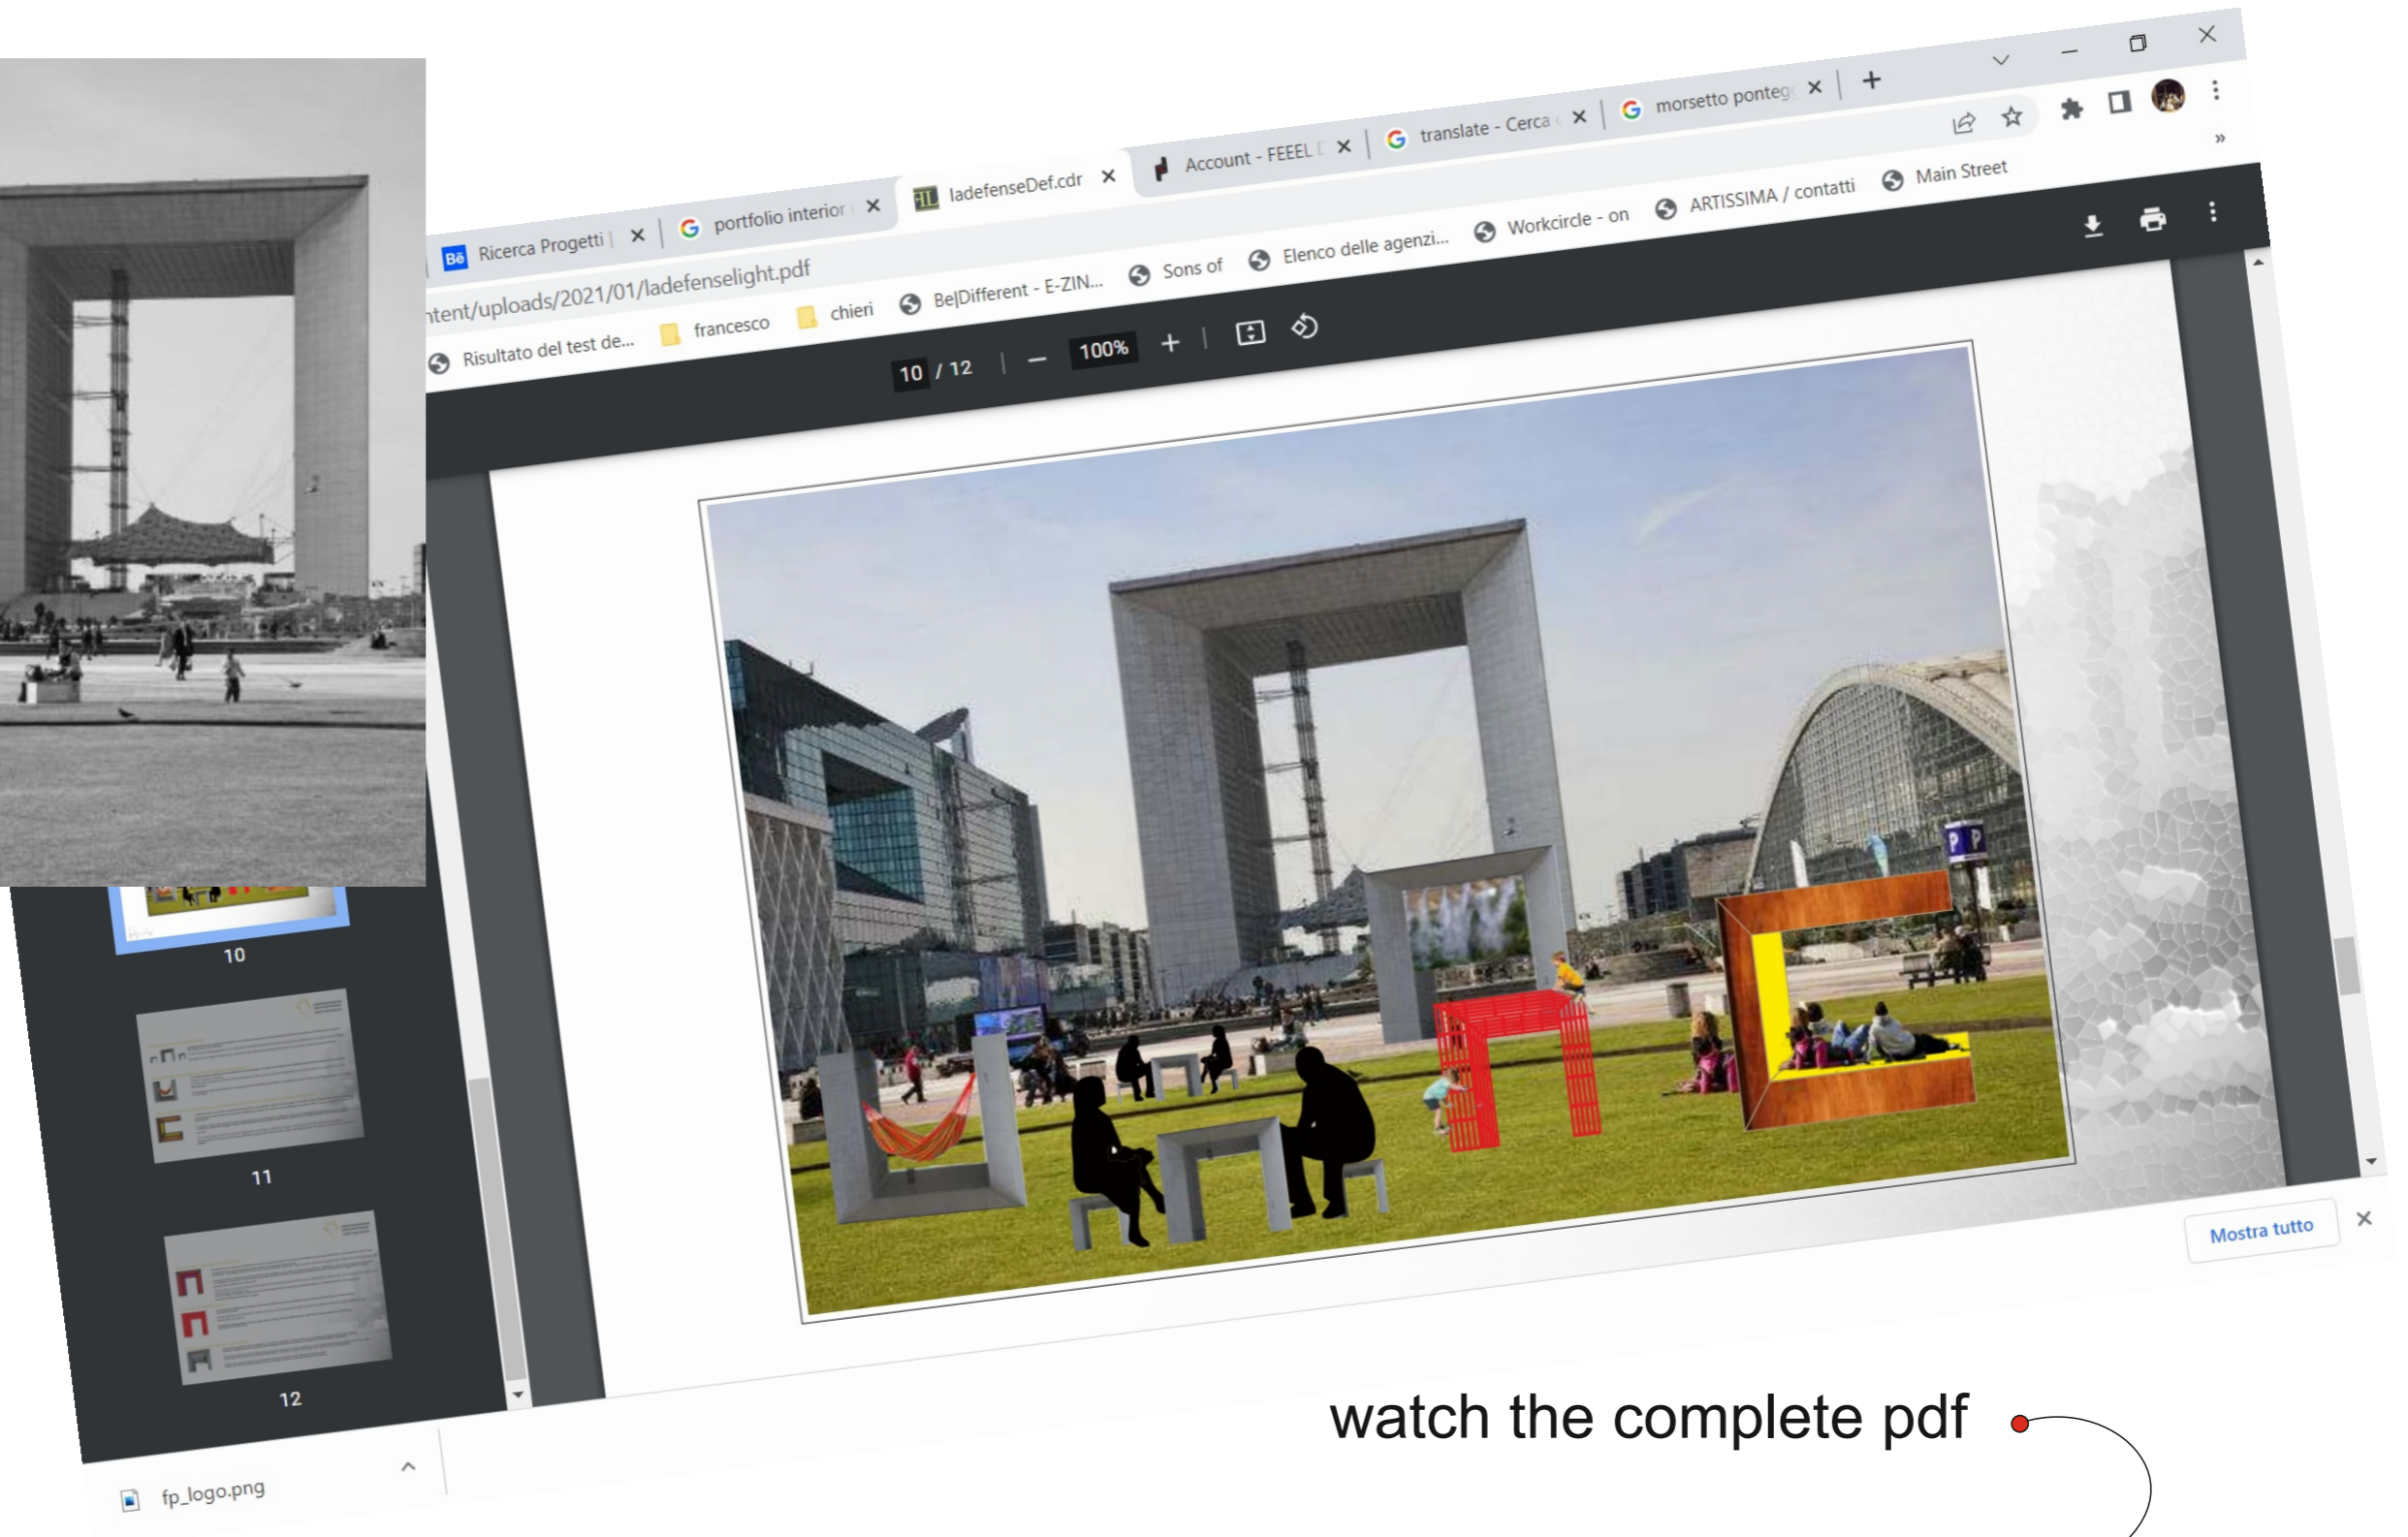 Ricerca Progetti |
portfolio interior
ladefenseDef.cdr
Account - FEEEL D
translate - Cerca
morsetto ponteg
ntent/uploads/2021/01/ladefenselight.pdf
Risultato del test de...
francesco
chieri
Be|Different - E-ZIN...
Sons of
Elenco delle agenzi...
Workcircle - on
ARTISSIMA / contatti
Main Street
10 / 12
100%
P P
10
11
12
Mostra tutto
watch the complete pdf
fp_logo.png